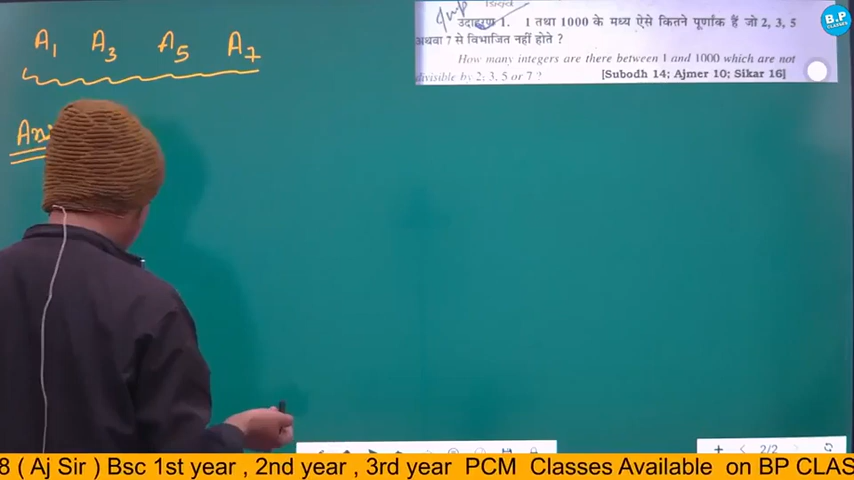 A1 A3 A5 A7
Imp
उदाहरण 1. 1 तथा 1000 के मध्य ऐसे कितने पूर्णांक हैं जो 2, 3, 5
अथवा 7 से विभाजित नहीं होते ?
How many integers are there between 1 and 1000 which are not
divisible by 2, 3, 5 or 7 ?
[Subodh 14; Ajmer 10; Sikar 16]
B.P
2/2
8 ( Aj Sir ) Bsc 1st year , 2nd year , 3rd year PCM Classes Available on BP CLAS